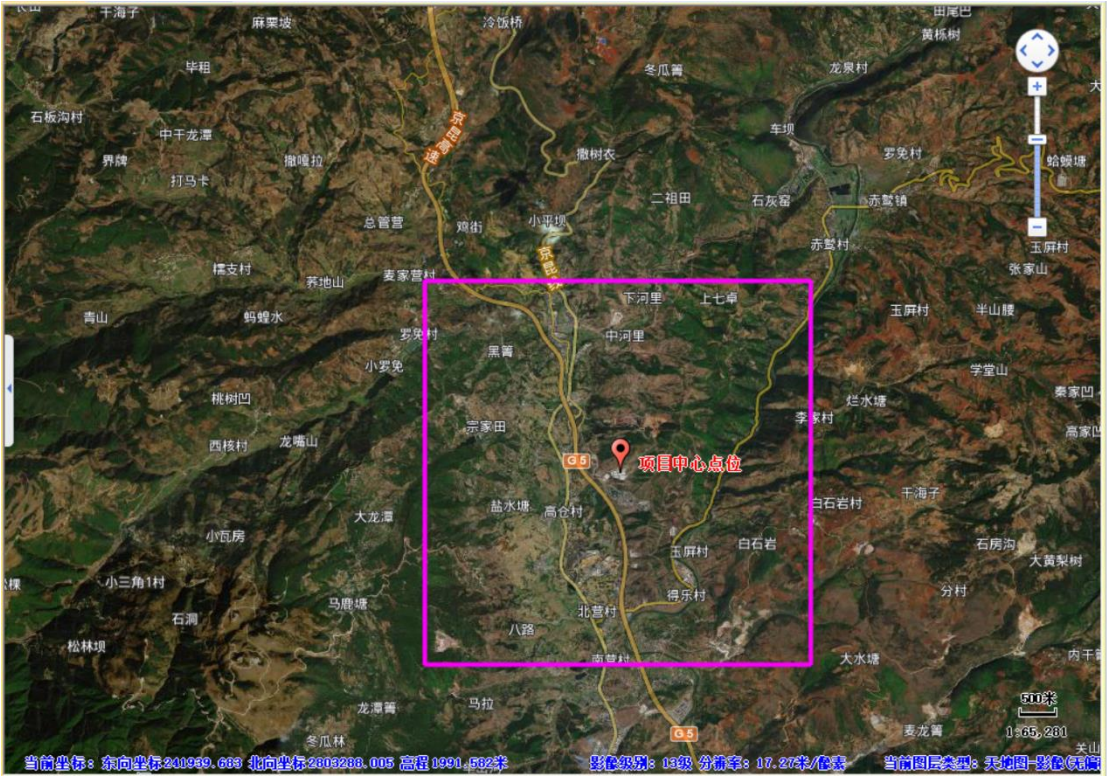 干海子
麻栗坡
冷饭桥
田尾巴
黄栎树
毕租
冬瓜箐
龙泉村
石板沟村
中干龙潭
京昆高速
车坝
界牌
撒嘎拉
撒树衣
罗免村
蛤蟆塘
打马卡
二祖田
石灰窑
赤鹫镇
总管营
鸡街
小平坝
赤鹫村
玉屏村
糯支村
荞地山
麦家营村
京昆线
张家山
青山
蚂蝗水
下河里
上七卓
玉屏村
半山腰
罗免村
中河里
黑箐
小罗免
学堂山
桃树凹
烂水塘
秦家凹
宗家田
李家村
西核村
龙嘴山
高家凹
G5
项目中心点位
盐水塘
高仓村
大龙潭
白石岩村
干海子
小瓦房
玉屏村
白石岩
石房沟
大黄梨树
棵
小三角1村
得乐村
分村
马鹿塘
北营村
石洞
八路
松林坝
南营村
大水塘
内干箐
龙潭箐
马拉
500米
1:65,281
冬瓜林
G5
麦龙箐
关山
当前坐标：东向坐标241939.683 北向坐标2803288.005 高程1991.582米
影像级别：13级 分辨率：17.27米/像素
当前图层类型：天地图-影像(无偏